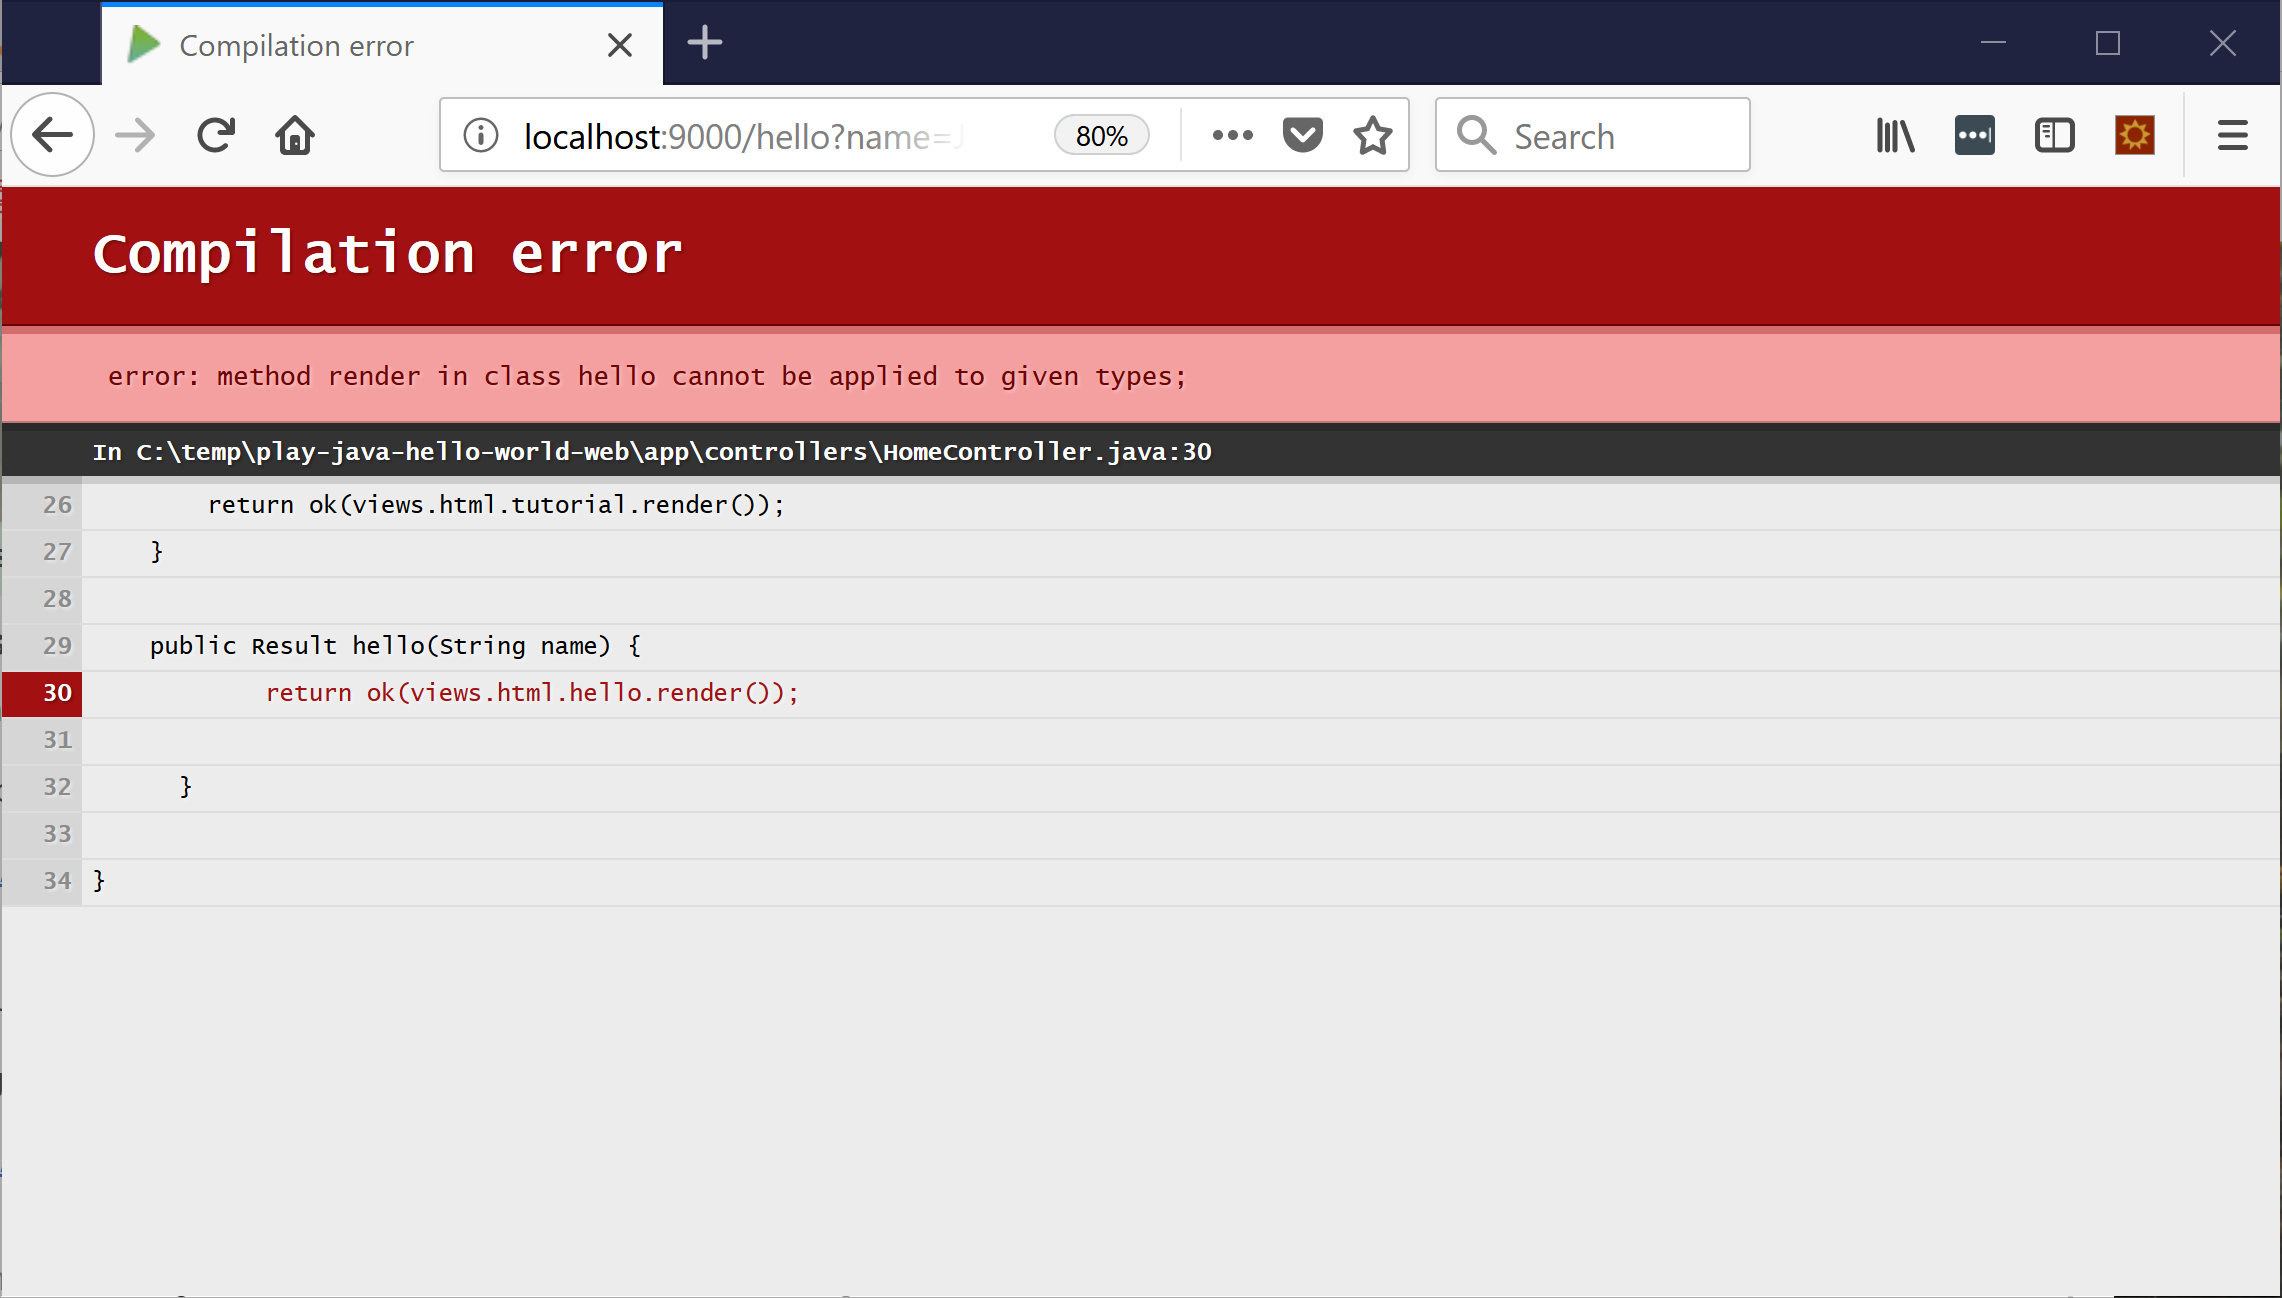 Compilation error
localhost:9000/hello?name=
80%
Search
Compilation error
error: method render in class hello cannot be applied to given types;
In C:\temp\play-java-hello-world-web\app\controllers\HomeController.java:30
26 return ok(views.html.tutorial.render());
27 }
28
29 public Result hello(String name) {
30 return ok(views.html.hello.render());
31
32 }
33
34 }